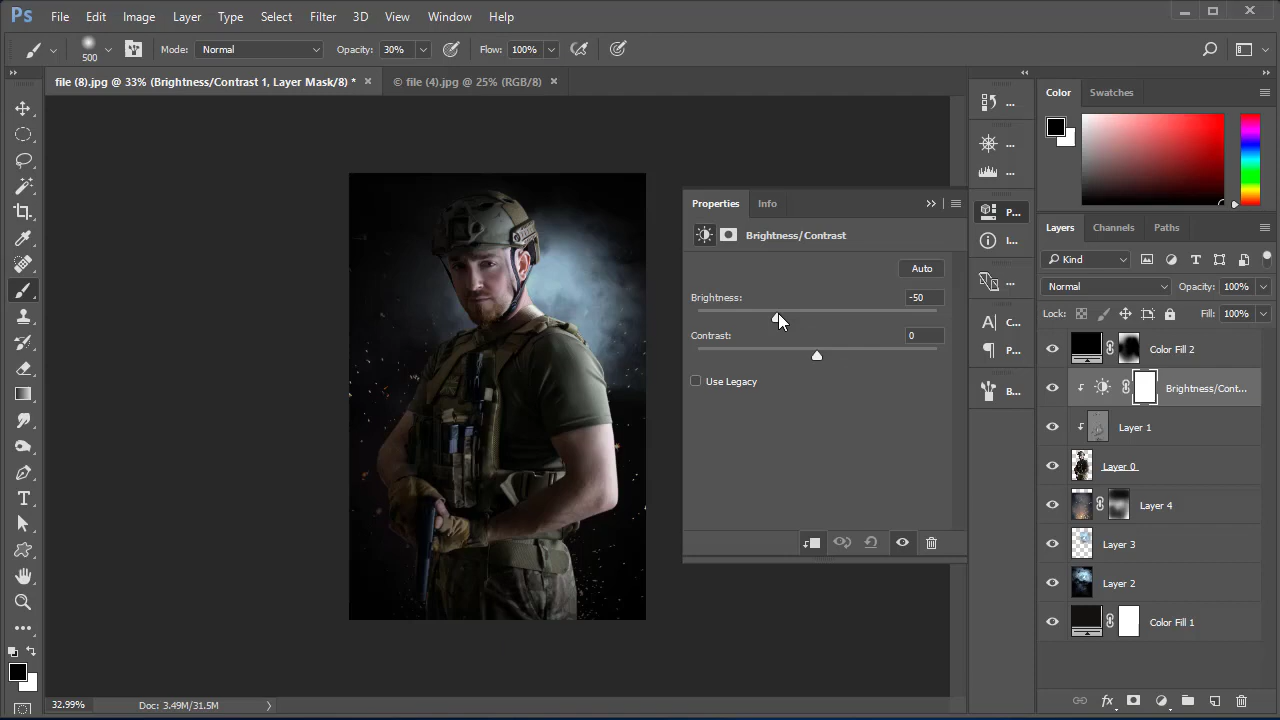 Ps File Edit Image Layer Type Select Filter 3D View Window Help
500 Mode: Normal Opacity: 30% Flow: 100%
file (8).jpg @ 33% (Brightness/Contrast 1, Layer Mask/8) * × © file (4).jpg @ 25% (RGB/8) ×
Properties Info
Brightness/Contrast
Auto
Brightness: -50
Contrast: 0
Use Legacy
...
...
...
P...
I...
...
C...
P...
B...
Color Swatches
Layers Channels Paths
Kind
Normal Opacity: 100%
Lock: Fill: 100%
Color Fill 2
Brightness/Cont...
Layer 1
Layer 0
Layer 4
Layer 3
Layer 2
Color Fill 1
fx
32.99% Doc: 3.49M/31.5M